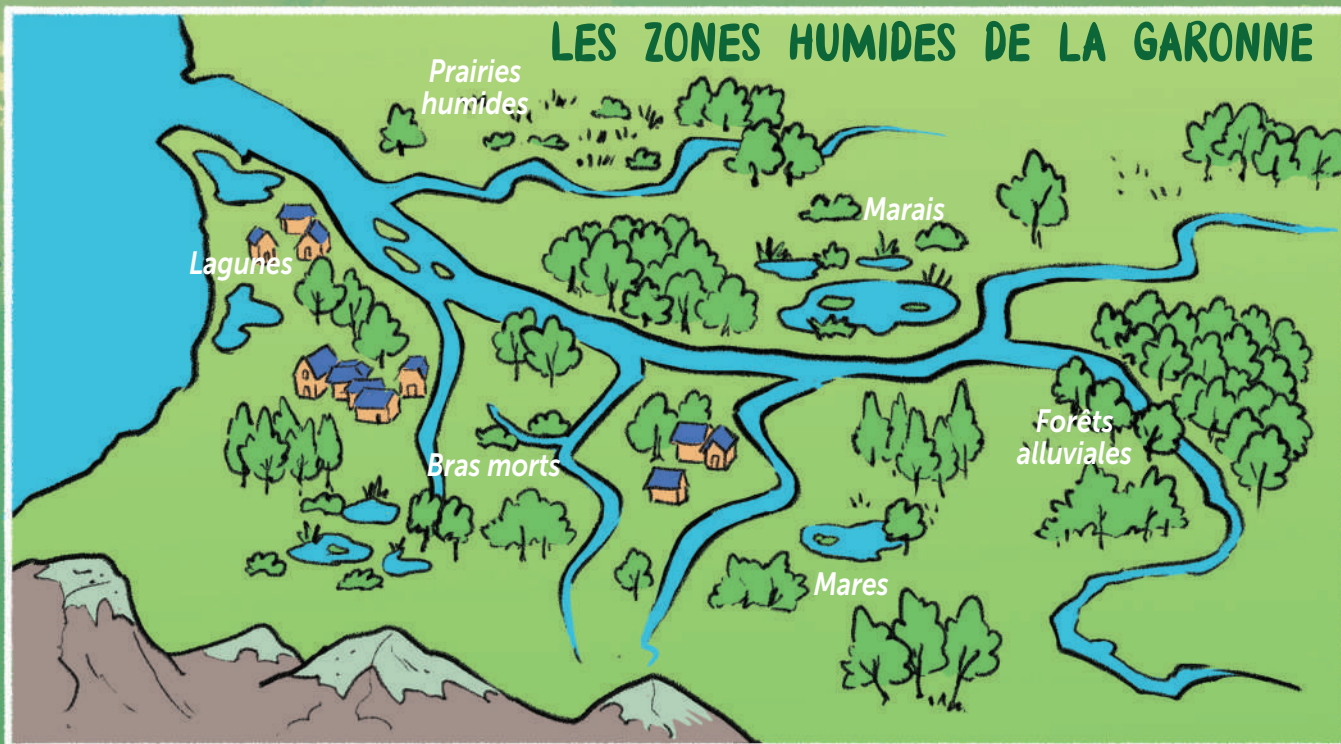 LES ZONES HUMIDES DE LA GARONNE
Prairies
humides
Marais
Lagunes
Forêts
alluviales
Bras morts
Mares